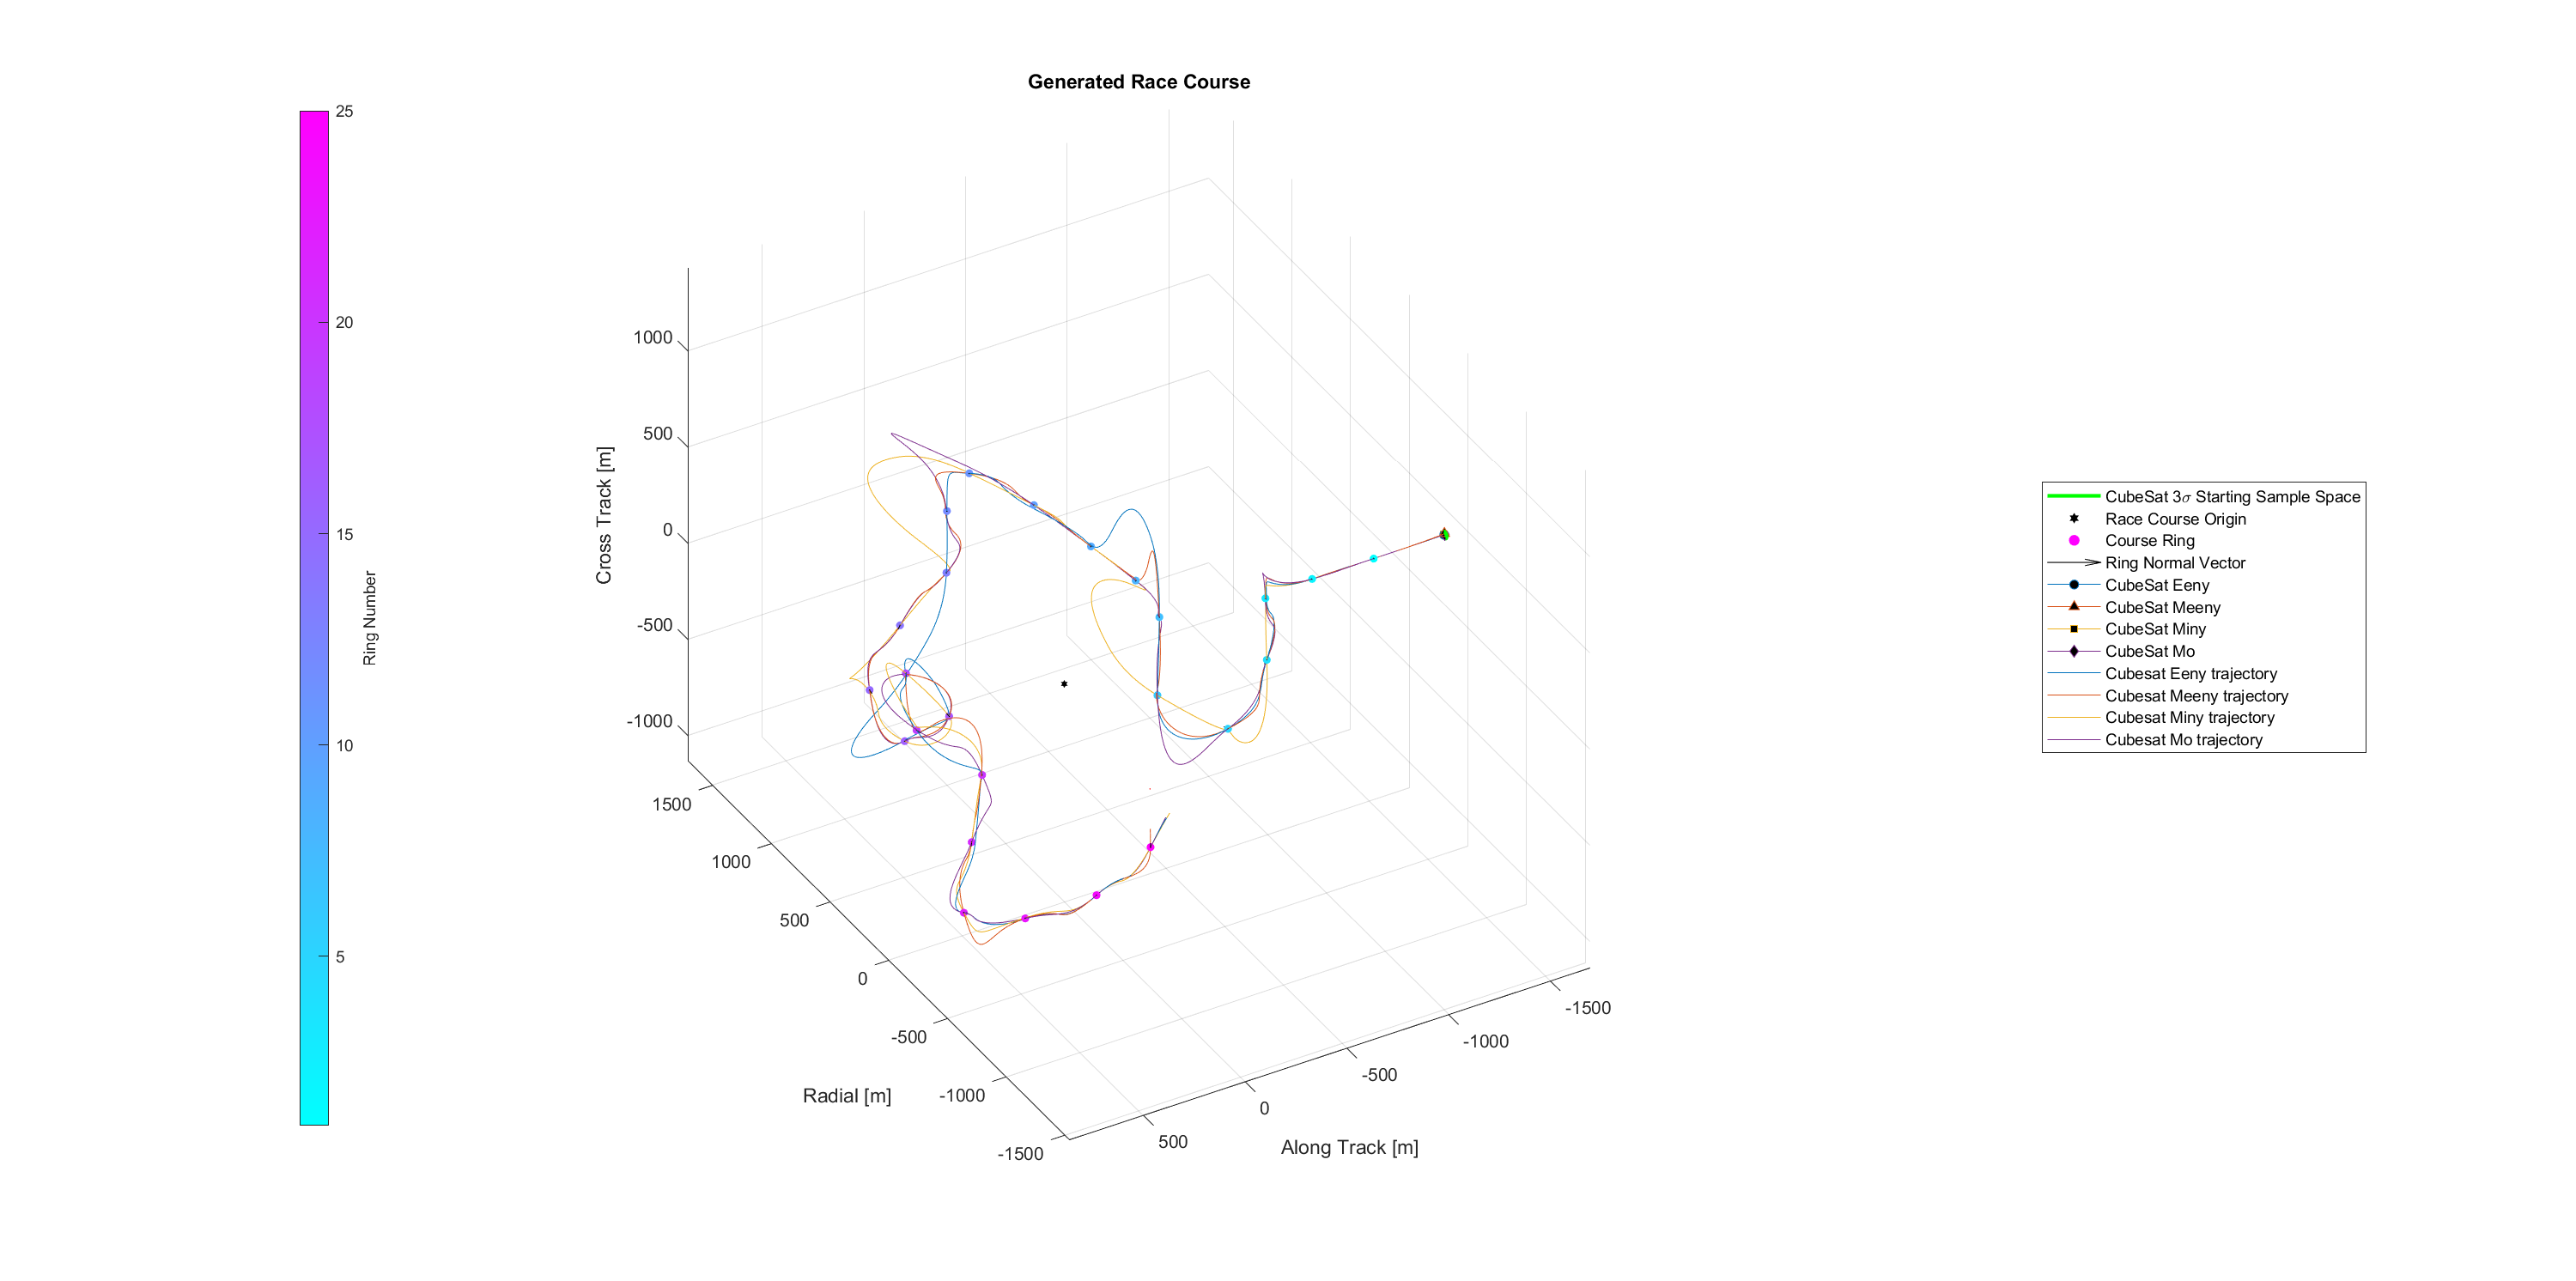 Generated Race Course
25
20
15
10
5
Ring Number
1000
500
0
-500
-1000
Cross Track [m]
1500
1000
500
0
-500
-1000
-1500
Radial [m]
500
0
-500
-1000
-1500
Along Track [m]
CubeSat 3σ Starting Sample Space
Race Course Origin
Course Ring
Ring Normal Vector
CubeSat Eeny
CubeSat Meeny
CubeSat Miny
CubeSat Mo
Cubesat Eeny trajectory
Cubesat Meeny trajectory
Cubesat Miny trajectory
Cubesat Mo trajectory